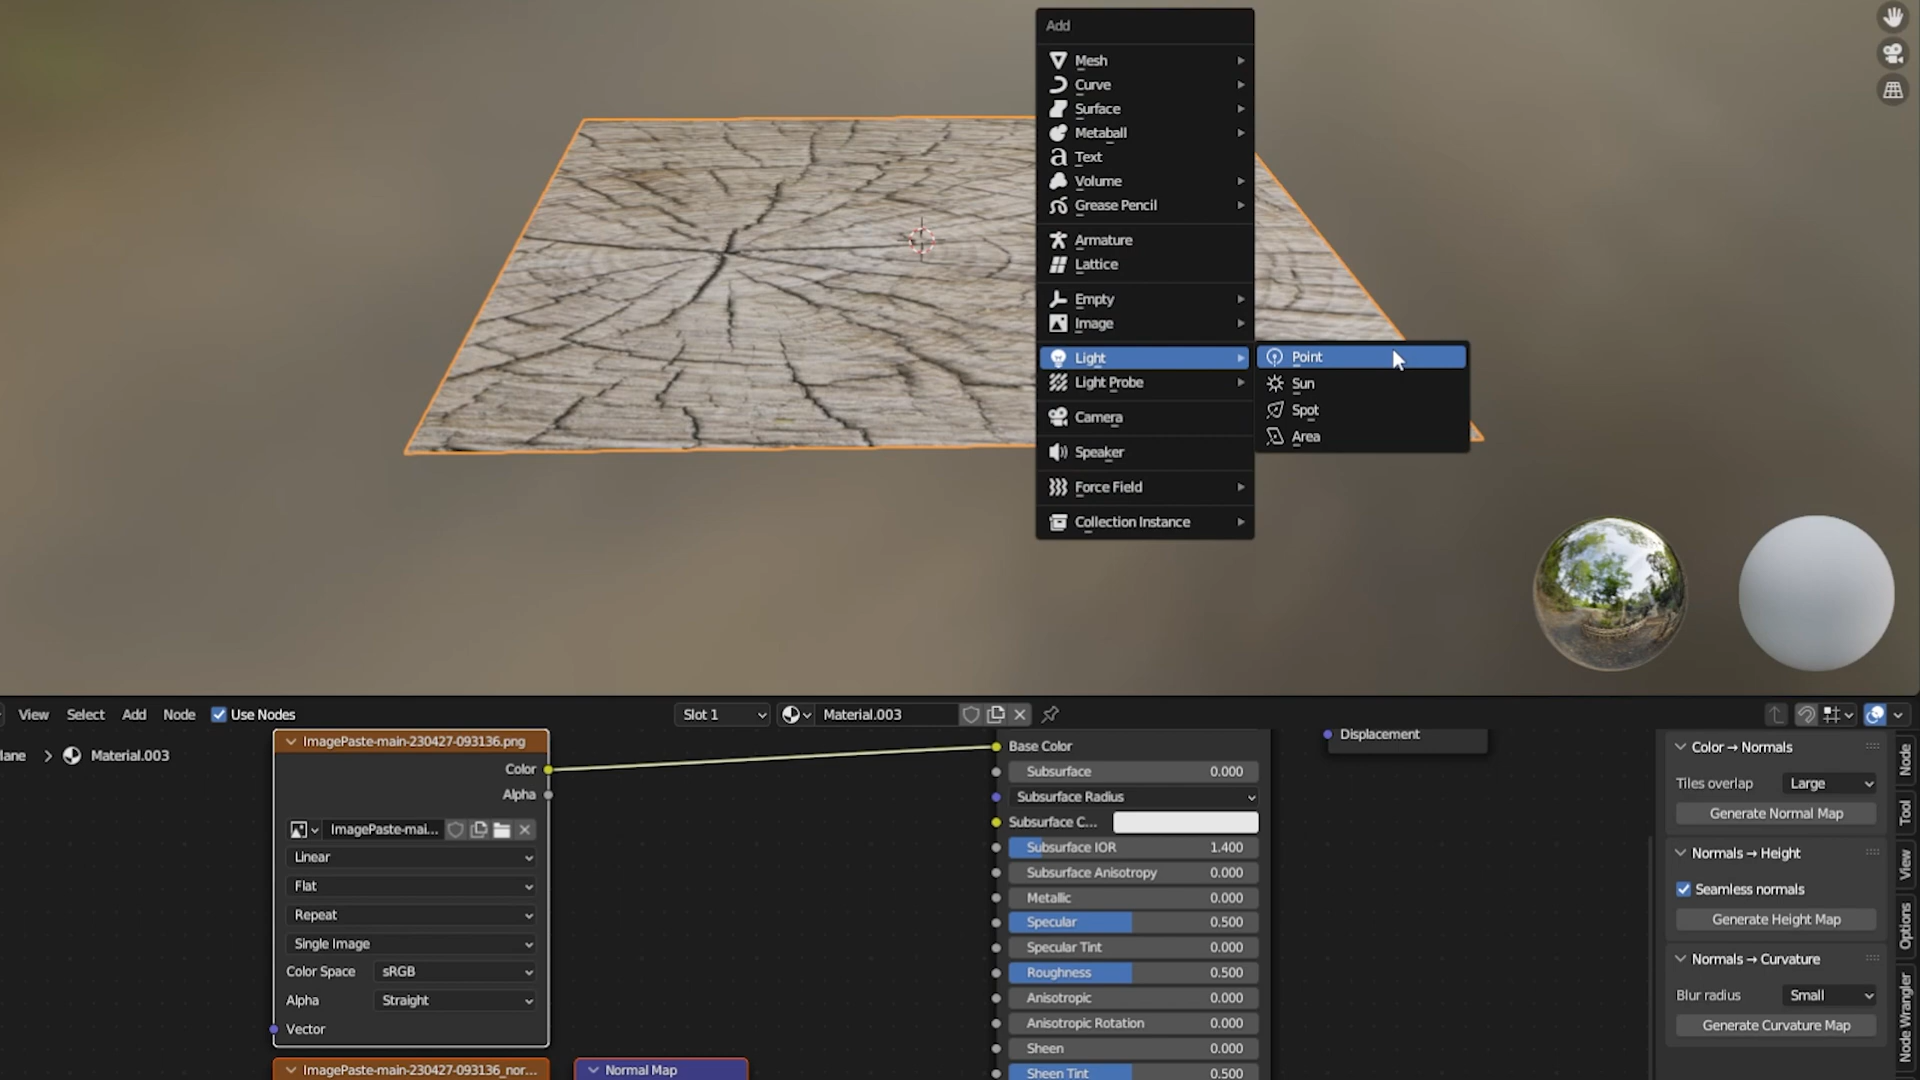 Add
Mesh
Curve
Surface
Metaball
Text
Volume
Grease Pencil
Armature
Lattice
Empty
Image
Light
Light Probe
Camera
Speaker
Force Field
Collection Instance
Point
Sun
Spot
Area
View Select Add Node Use Nodes Slot 1 Material.003
lane > Material.003
ImagePaste-main-230427-093136.png
Color
Alpha
ImagePaste-mai...
Linear
Flat
Repeat
Single Image
Color Space sRGB
Alpha Straight
Vector
ImagePaste-main-230427-093136_nor...
Normal Map
Base Color
Subsurface 0.000
Subsurface Radius
Subsurface C...
Subsurface IOR 1.400
Subsurface Anisotropy 0.000
Metallic 0.000
Specular 0.500
Specular Tint 0.000
Roughness 0.500
Anisotropic 0.000
Anisotropic Rotation 0.000
Sheen 0.000
Sheen Tint 0.500
Displacement
Color → Normals
Tiles overlap Large
Generate Normal Map
Normals → Height
Seamless normals
Generate Height Map
Normals → Curvature
Blur radius Small
Generate Curvature Map
Node
Tool
View
Options
Node Wrangler